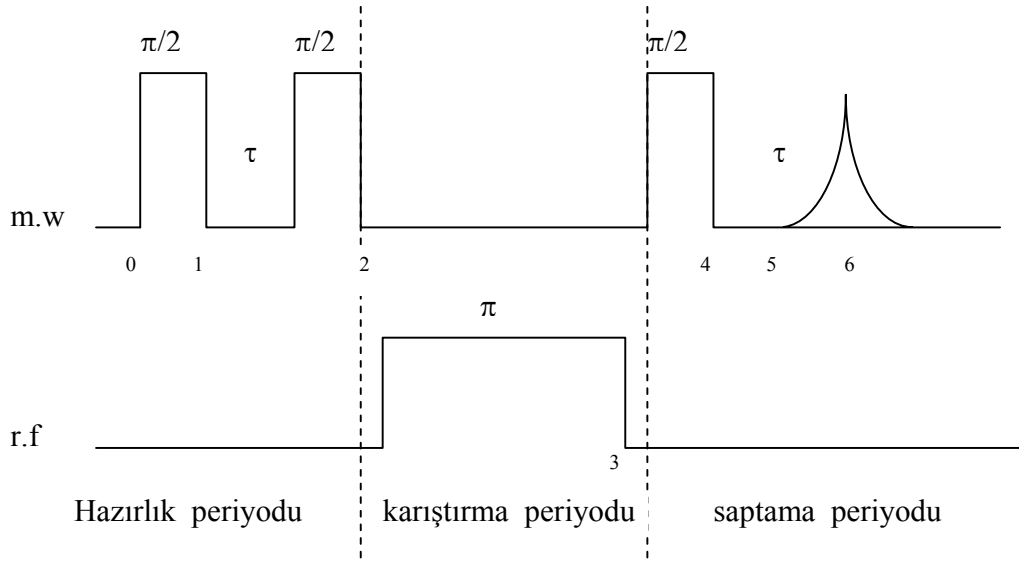 π/2 π/2 π/2
τ τ
m.w
0 1 2 4 5 6
π
r.f
3
Hazırlık periyodu karıştırma periyodu saptama periyodu